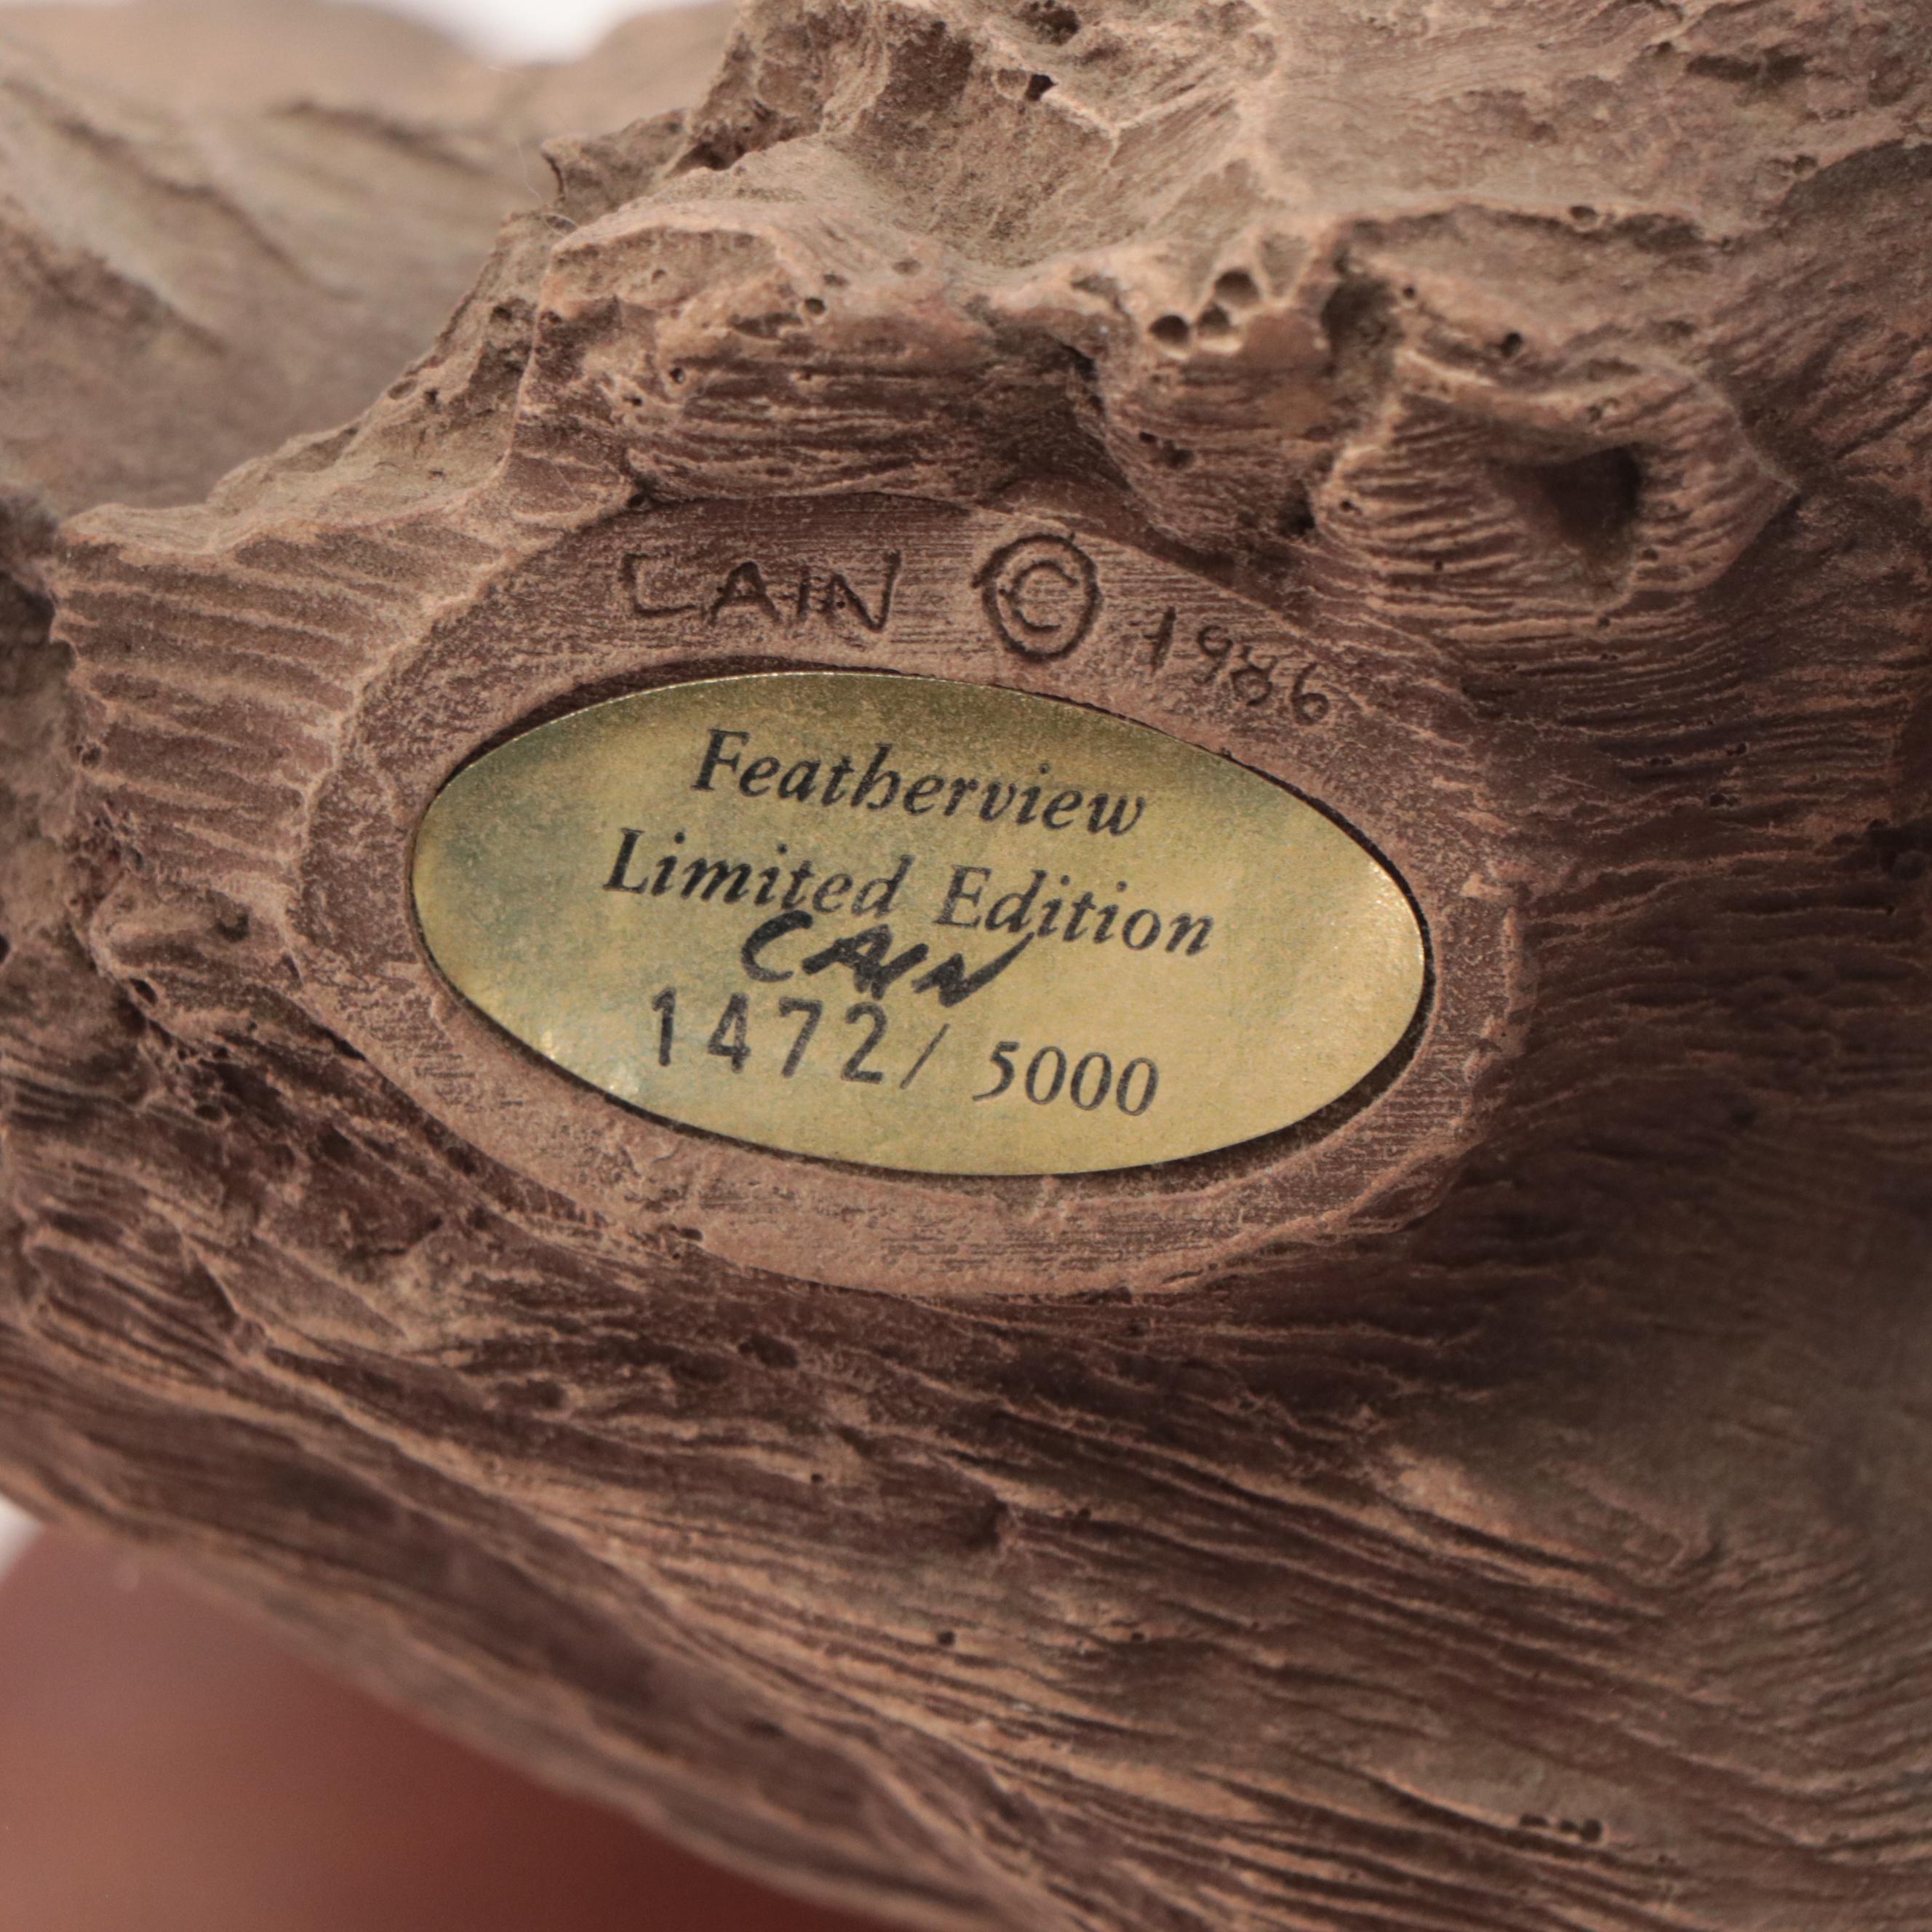 CAIN © 1986
Featherview
Limited Edition
CAIN
1472/ 5000